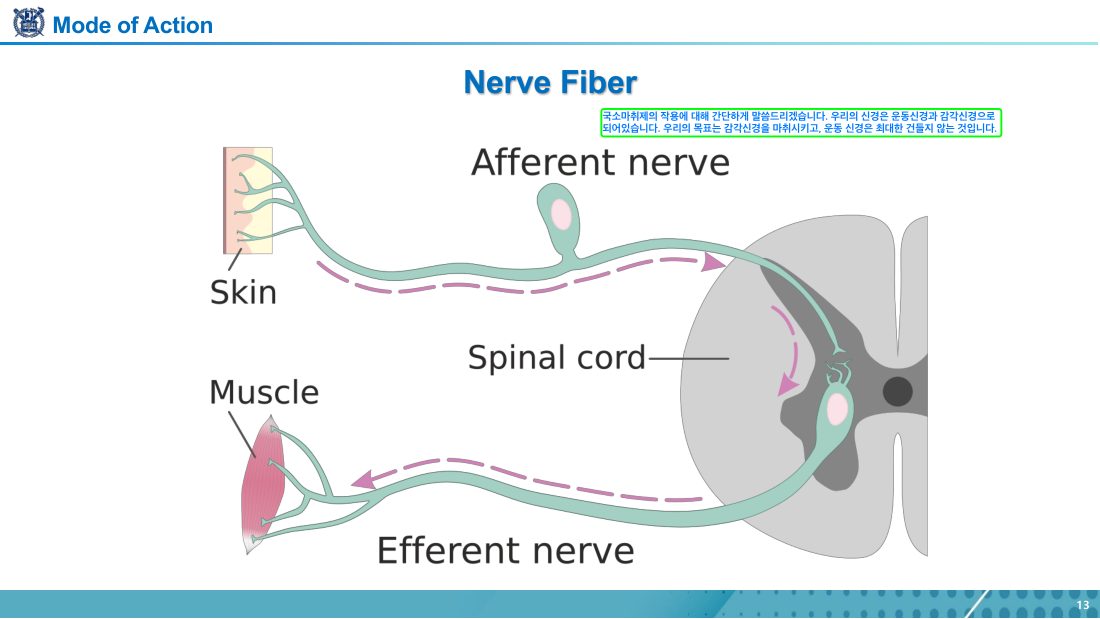 Mode of Action
Nerve Fiber
국소마취제의 작용에 대해 간단하게 말씀드리겠습니다. 우리의 신경은 운동신경과 감각신경으로
되어있습니다. 우리의 목표는 감각신경을 마취시키고, 운동 신경은 최대한 건들지 않는 것입니다.
Afferent nerve
Skin
Spinal cord
Muscle
Efferent nerve
13